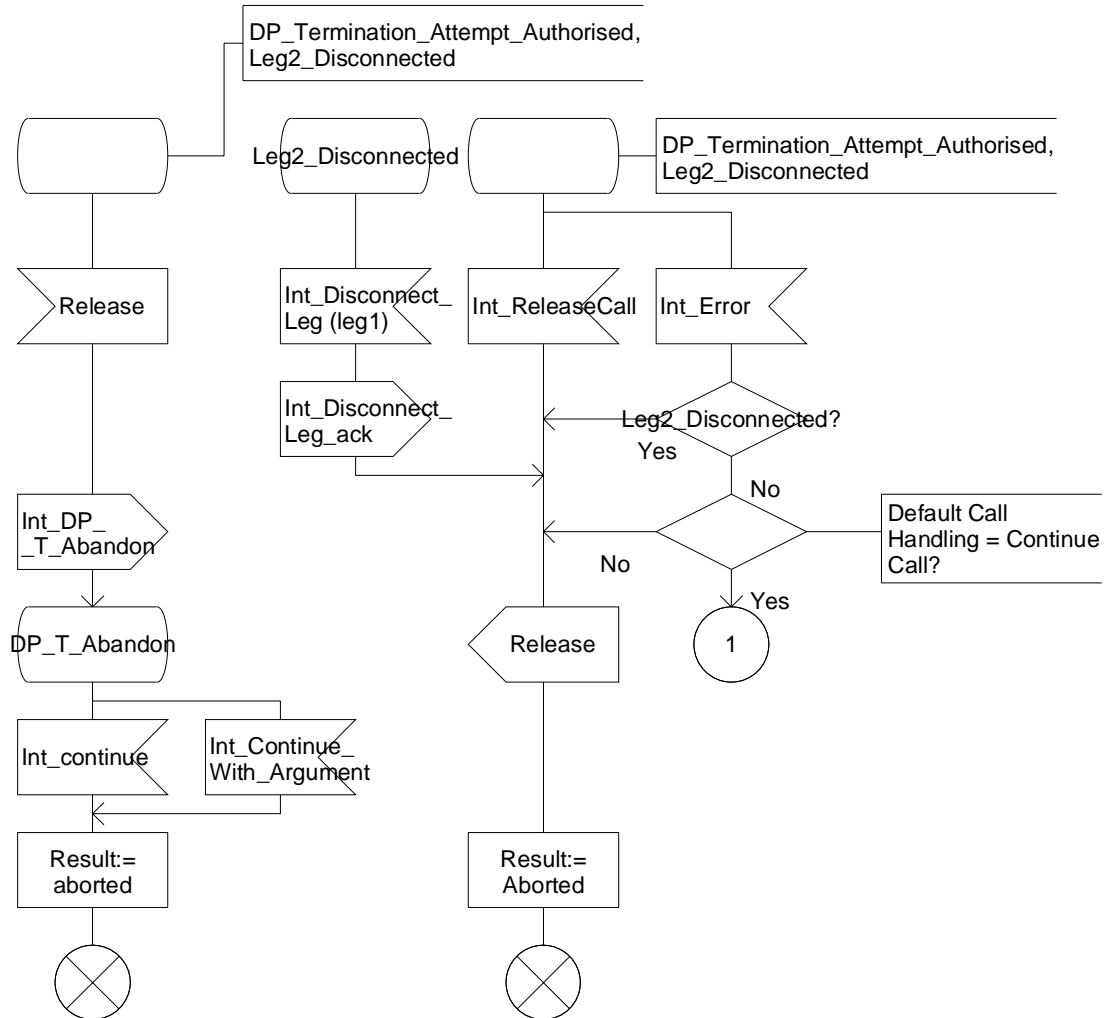 DP_Termination_Attempt_Authorised,
Leg2_Disconnected
Leg2_Disconnected
DP_Termination_Attempt_Authorised,
Leg2_Disconnected
Release
Int_Disconnect_
Leg (leg1)
Int_ReleaseCall
Int_Error
Int_Disconnect_
Leg_ack
Leg2_Disconnected?
Yes
No
Int_DP_
_T_Abandon
Default Call
Handling = Continue
Call?
No
Yes
DP_T_Abandon
Release
1
Int_continue
Int_Continue_
With_Argument
Result:=
aborted
Result:=
Aborted